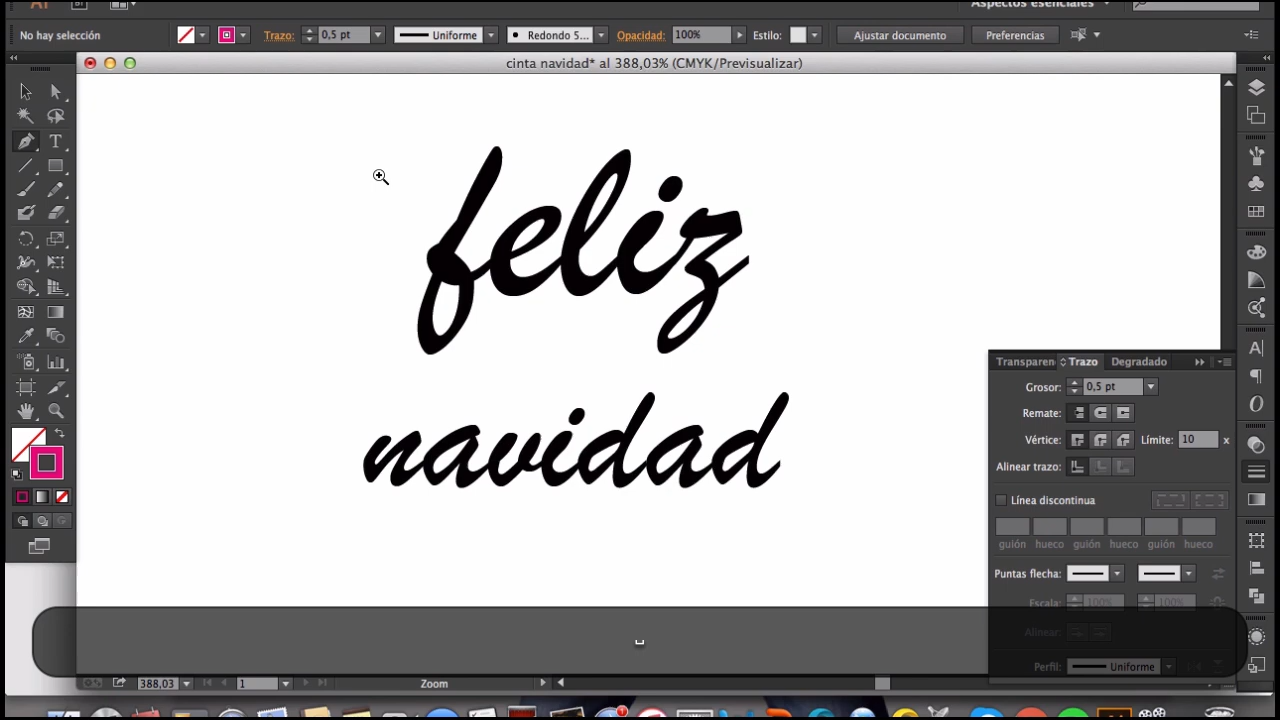 Ai Br Aspectos esenciales
No hay selección Trazo: 0,5 pt Uniforme Redondo 5... Opacidad: 100% Estilo: Ajustar documento Preferencias
cinta navidad* al 388,03% (CMYK/Previsualizar)
feliz
navidad
Transparen Trazo Degradado
Grosor: 0,5 pt
Remate:
Vértice: Límite: 10 x
Alinear trazo:
Línea discontinua
guión hueco guión hueco guión hueco
Puntas flecha:
Escala: 100% 100%
Alinear:
Perfil: Uniforme
388,03 1 Zoom